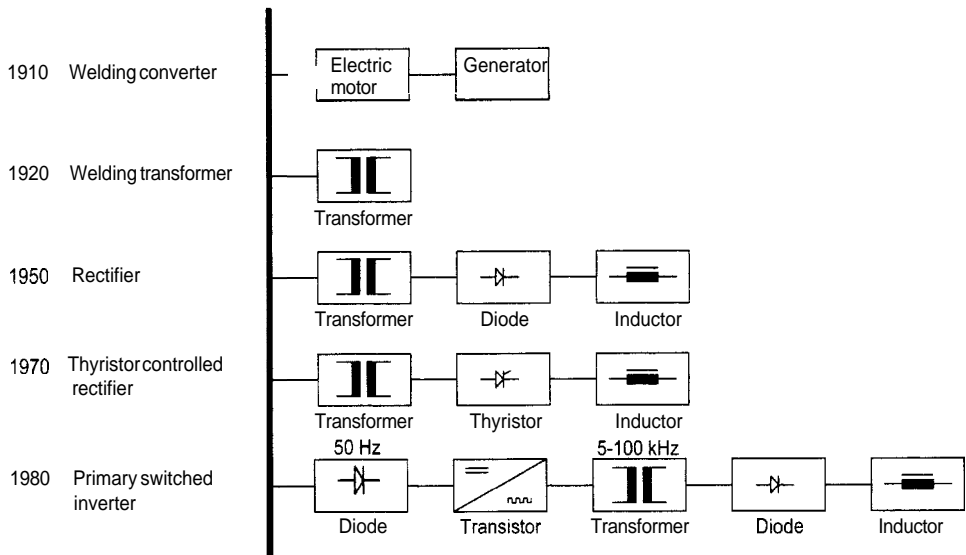 1910 Welding converter
Electric
motor
Generator
1920 Welding transformer
Transformer
1950 Rectifier
Transformer
Diode
Inductor
1970 Thyristor controlled
rectifier
Transformer
Thyristor
Inductor
50 Hz
5-100 kHz
1980 Primary switched
inverter
Diode
Transistor
Transformer
Diode
Inductor